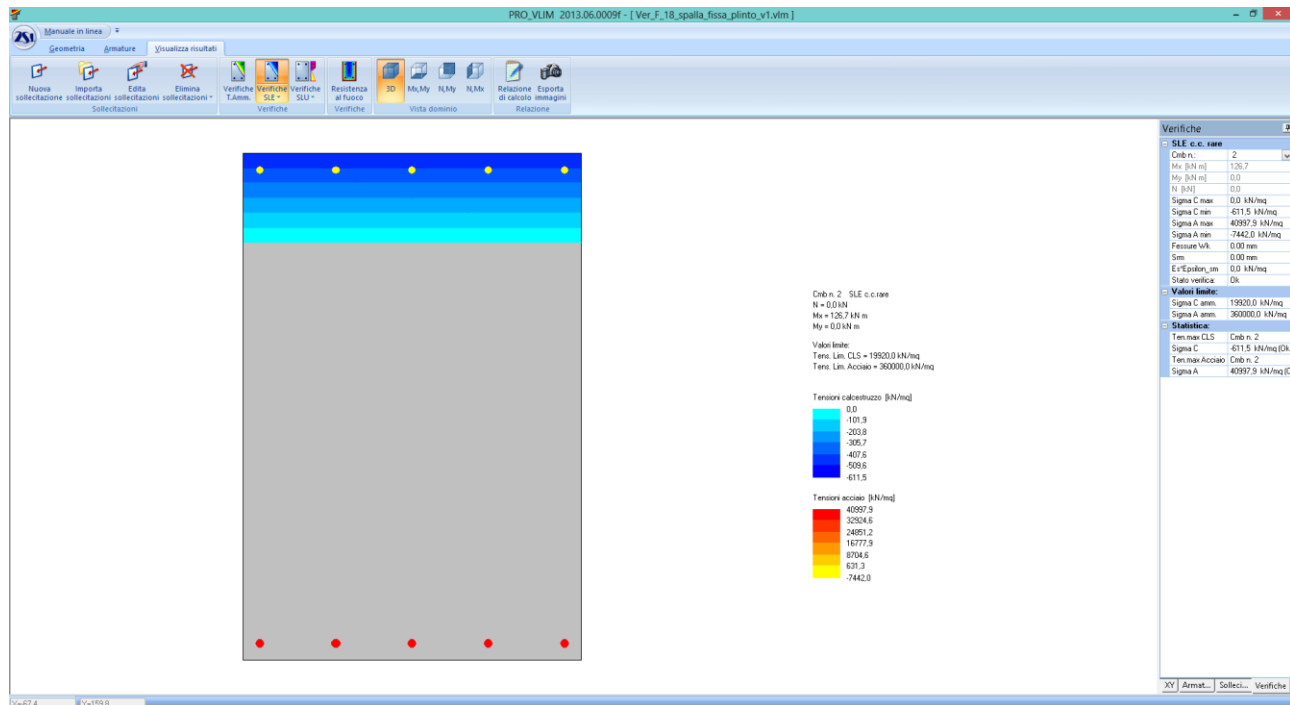 PRO_VLIM 2013.06.0009f - [ Ver_F_18_spalla_fissa_plinto_v1.vlm ]
2SI
Manuale in linea
Geometria Armature Visualizza risultati
Nuova sollecitazione
Importa sollecitazioni
Edita sollecitazioni
Elimina sollecitazioni
Verifiche T.Amm.
Verifiche SLE
Verifiche SLU
Resistenza al fuoco
3D
Mx,My
N,My
N,Mx
Relazione di calcolo
Esporta immagini
Sollecitazioni Verifiche Verifiche Vista dominio Relazione
Cmb n. 2 SLE c.c.rare
N = 0,0 kN
Mx = 126,7 kN m
My = 0,0 kN m
Valori limite:
Tens. Lim. CLS = 19920,0 kN/mq
Tens. Lim. Acciaio = 360000,0 kN/mq
Tensioni calcestruzzo [kN/mq]
0,0
-101,9
-203,8
-305,7
-407,6
-509,6
-611,5
Tensioni acciaio [kN/mq]
40997,9
32924,6
24851,2
16777,9
8704,6
631,3
-7442,0
Verifiche
SLE c.c. rare
Cmb n.: 2
Mx [kN m] 126,7
My [kN m] 0,0
N [kN] 0,0
Sigma C max 0,0 kN/mq
Sigma C min -611,5 kN/mq
Sigma A max 40997,9 kN/mq
Sigma A min -7442,0 kN/mq
Fessure Wk 0.00 mm
Srm 0.00 mm
Es*Epsilon_sm 0,0 kN/mq
Stato verifica: Ok
Valori limite:
Sigma C amm. 19920,0 kN/mq
Sigma A amm. 360000,0 kN/mq
Statistica:
Ten.max CLS Cmb n. 2
Sigma C -611,5 kN/mq (Ok
Ten.max Acciaio Cmb n. 2
Sigma A 40997,9 kN/mq (O
XY Armat... Solleci... Verifiche
X=-67,4 Y=159,8